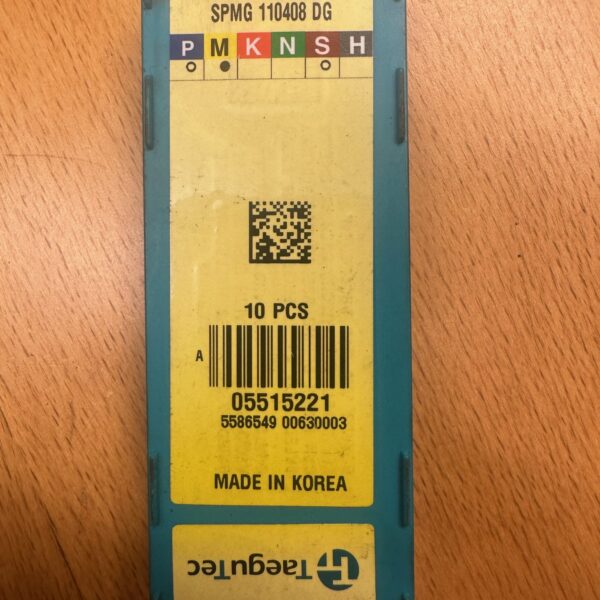 SPMG 110408 DG
P M K N S H
10 PCS
A
05515221
5586549 00630003
MADE IN KOREA
TaeguTec